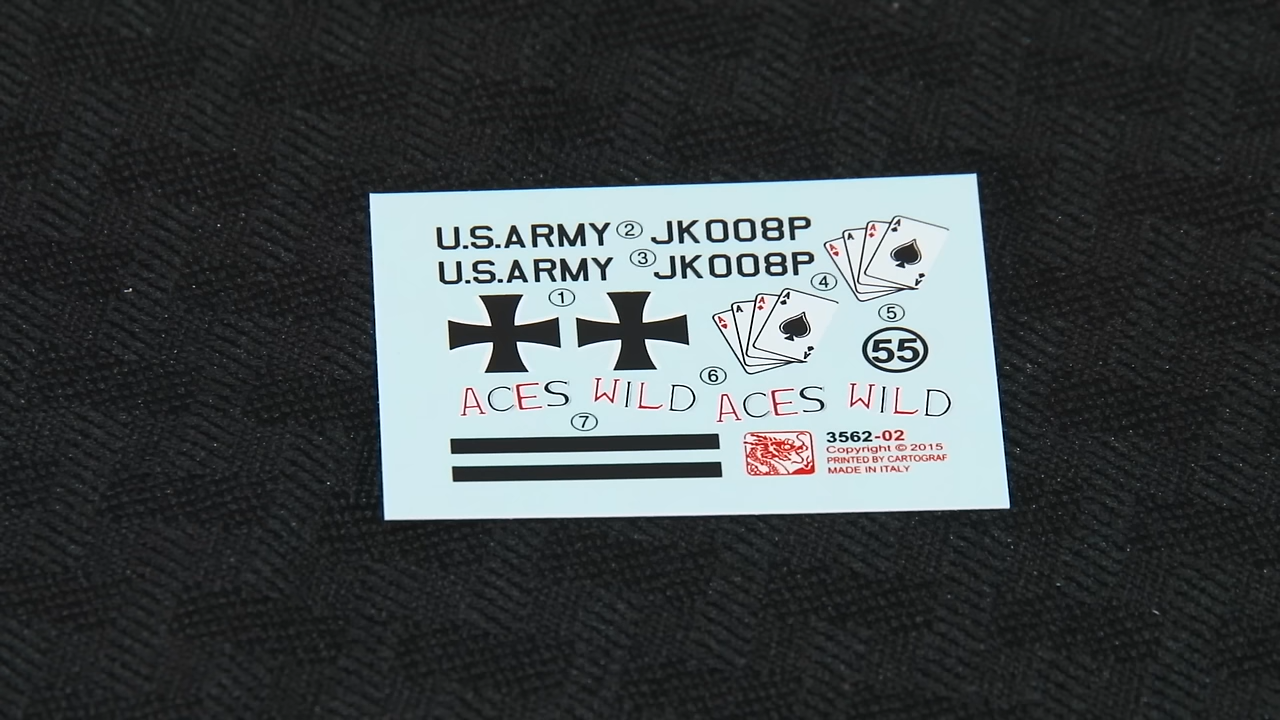 U.S.ARMY ② JK008P
U.S.ARMY ③ JK008P
④
①
⑤
55
⑥
ACES WILD ACES WILD
⑦
3562-02
Copyright © 2015
PRINTED BY CARTOGRAF
MADE IN ITALY
A A A A
A A A A